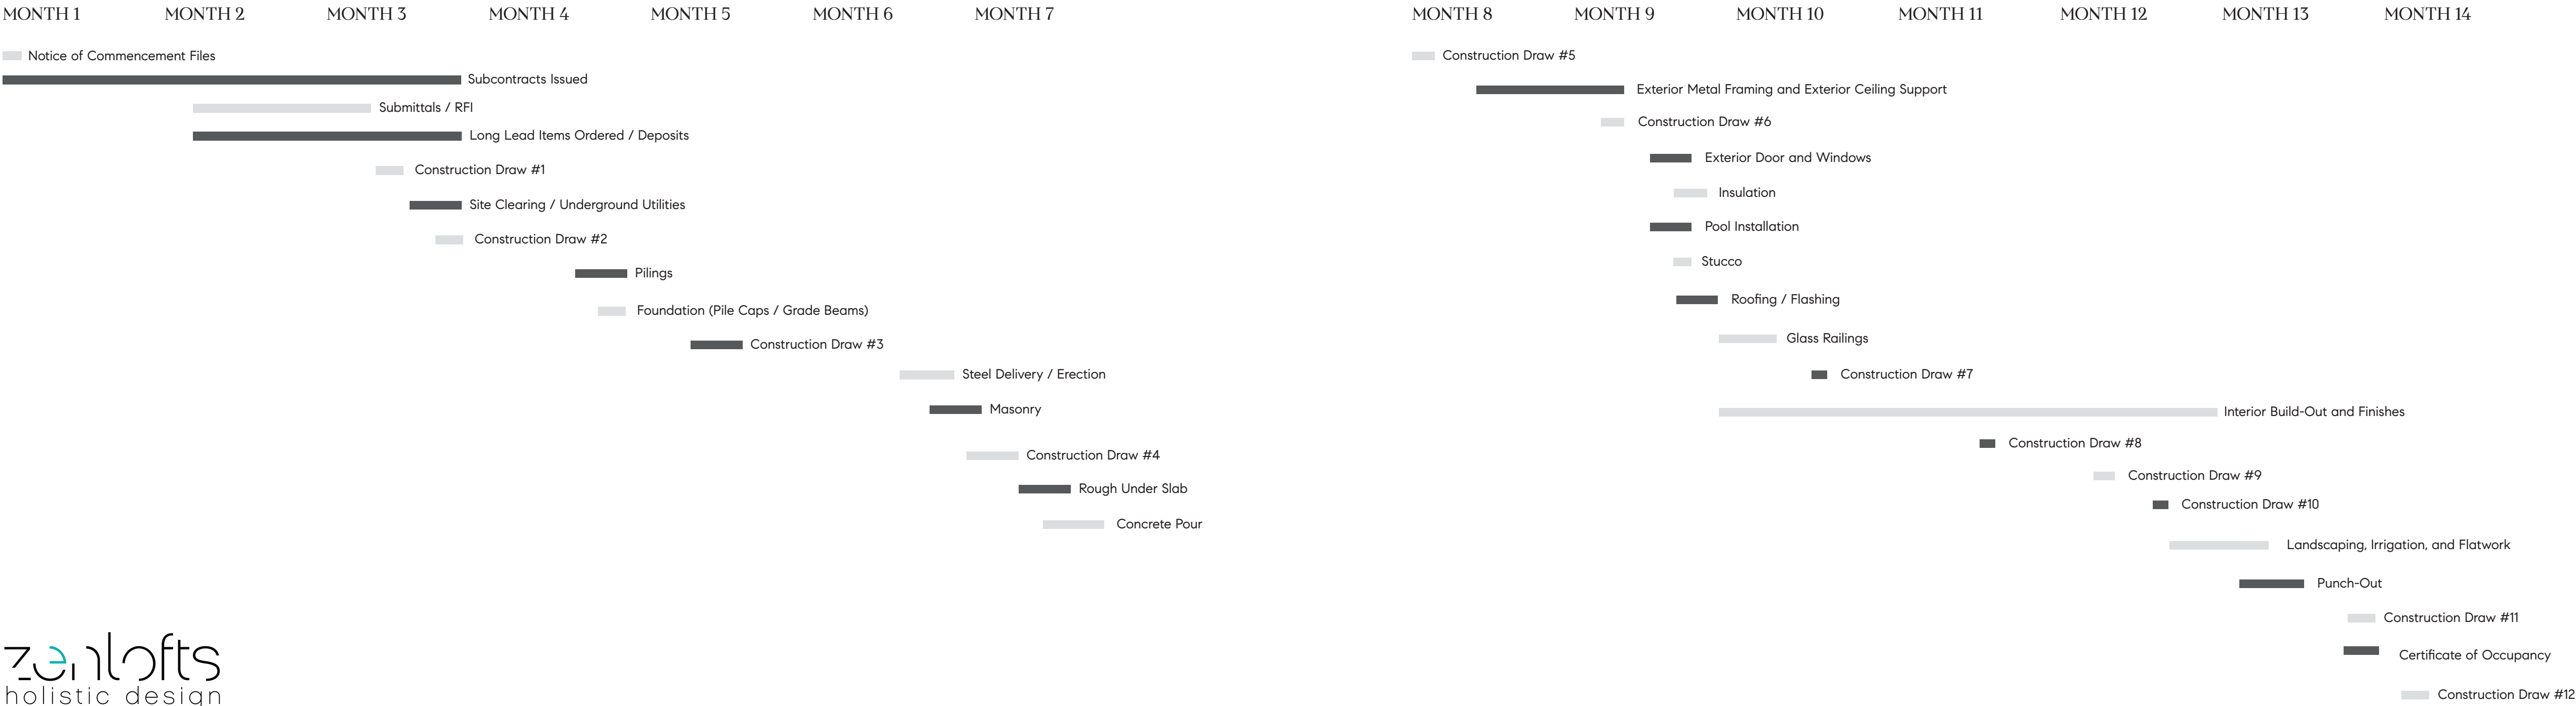 MONTH 1 MONTH 2 MONTH 3 MONTH 4 MONTH 5 MONTH 6 MONTH 7
Notice of Commencement Files
Subcontracts Issued
Submittals / RFI
Long Lead Items Ordered / Deposits
Construction Draw #1
Site Clearing / Underground Utilities
Construction Draw #2
Pilings
Foundation (Pile Caps / Grade Beams)
Construction Draw #3
Steel Delivery / Erection
Masonry
Construction Draw #4
Rough Under Slab
Concrete Pour
MONTH 8 MONTH 9 MONTH 10 MONTH 11 MONTH 12 MONTH 13 MONTH 14
Construction Draw #5
Exterior Metal Framing and Exterior Ceiling Support
Construction Draw #6
Exterior Door and Windows
Insulation
Pool Installation
Stucco
Roofing / Flashing
Glass Railings
Construction Draw #7
Interior Build-Out and Finishes
Construction Draw #8
Construction Draw #9
Construction Draw #10
Landscaping, Irrigation, and Flatwork
Punch-Out
Construction Draw #11
Certificate of Occupancy
Construction Draw #12
zenlofts
holistic design